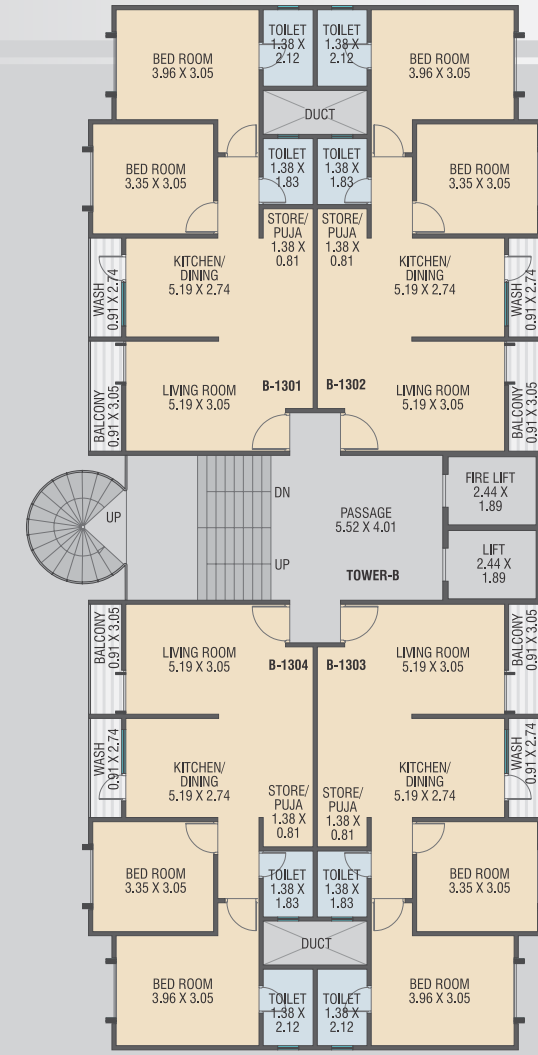 BED ROOM
3.96 X 3.05
TOILET
1.38 X
2.12
TOILET
1.38 X
2.12
BED ROOM
3.96 X 3.05
DUCT
BED ROOM
3.35 X 3.05
TOILET
1.38 X
1.83
TOILET
1.38 X
1.83
BED ROOM
3.35 X 3.05
STORE/
PUJA
1.38 X
0.81
STORE/
PUJA
1.38 X
0.81
WASH
0.91 X 2.74
KITCHEN/
DINING
5.19 X 2.74
KITCHEN/
DINING
5.19 X 2.74
WASH
0.91 X 2.74
BALCONY
0.91 X 3.05
LIVING ROOM
5.19 X 3.05
B-1301
B-1302
LIVING ROOM
5.19 X 3.05
BALCONY
0.91 X 3.05
UP
DN
UP
PASSAGE
5.52 X 4.01
TOWER-B
FIRE LIFT
2.44 X
1.89
LIFT
2.44 X
1.89
BALCONY
0.91 X 3.05
LIVING ROOM
5.19 X 3.05
B-1304
B-1303
LIVING ROOM
5.19 X 3.05
BALCONY
0.91 X 3.05
WASH
0.91 X 2.74
KITCHEN/
DINING
5.19 X 2.74
STORE/
PUJA
1.38 X
0.81
STORE/
PUJA
1.38 X
0.81
KITCHEN/
DINING
5.19 X 2.74
WASH
0.91 X 2.74
BED ROOM
3.35 X 3.05
TOILET
1.38 X
1.83
TOILET
1.38 X
1.83
BED ROOM
3.35 X 3.05
DUCT
BED ROOM
3.96 X 3.05
TOILET
1.38 X
2.12
TOILET
1.38 X
2.12
BED ROOM
3.96 X 3.05